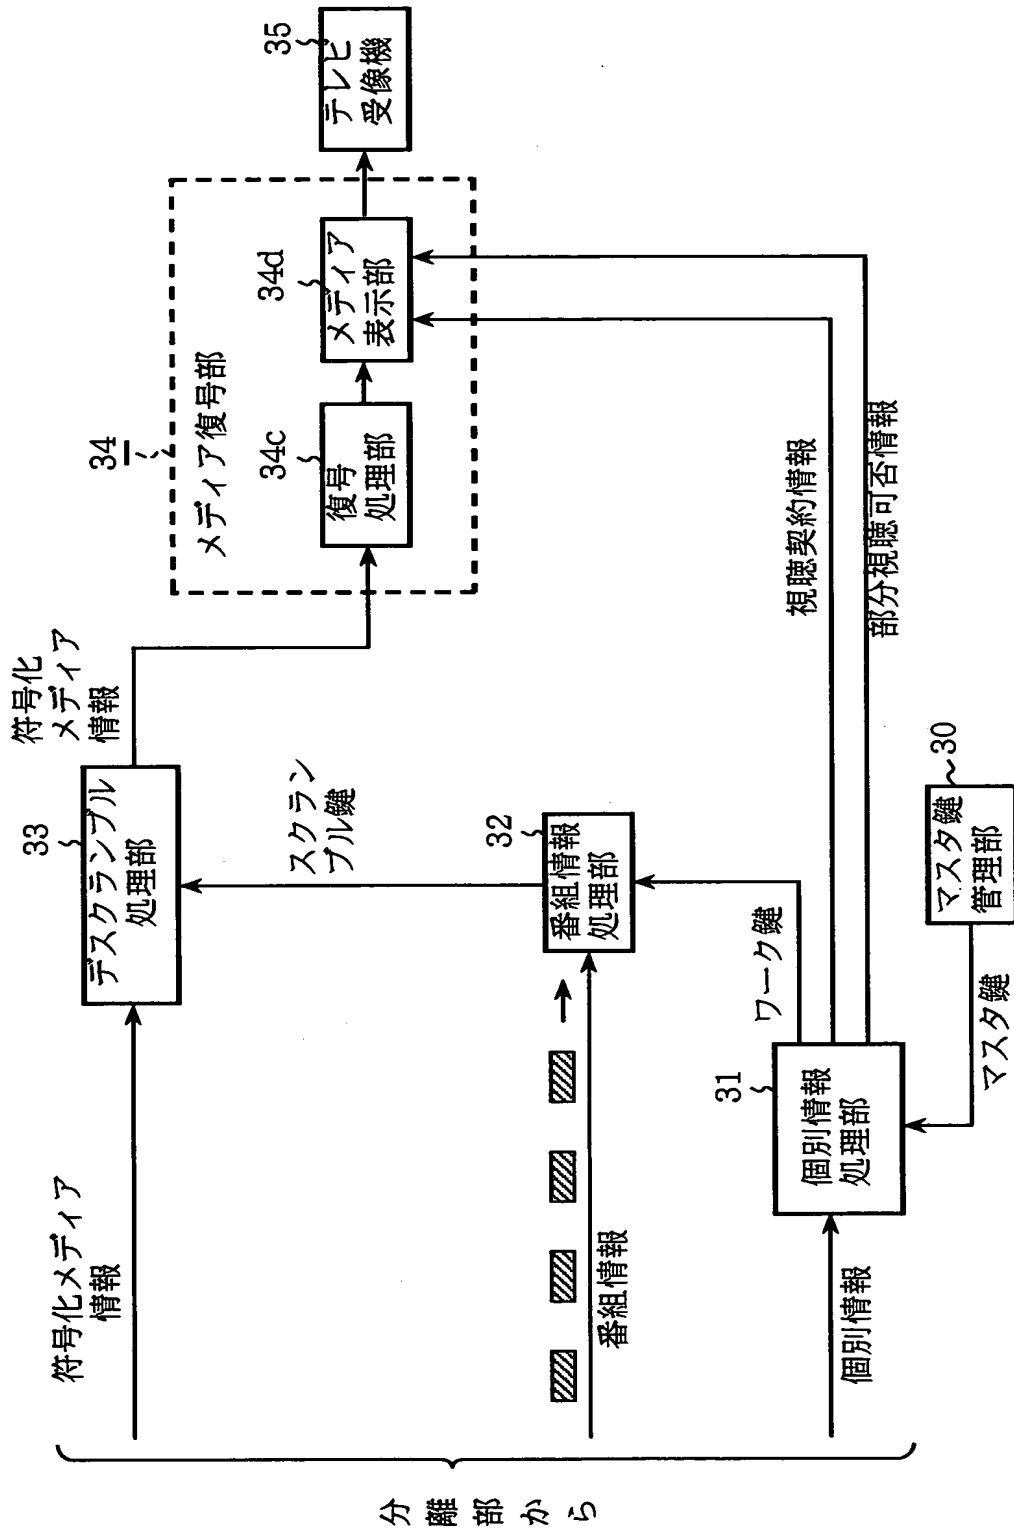 分離部から
符号化メディア
情報
番組情報
個別情報
33
デスクランブル
処理部
符号化
メディア
情報
スクラン
ブル鍵
32
番組情報
処理部
ワーク鍵
31
個別情報
処理部
マスタ鍵
30
マスタ鍵
管理部
視聴契約情報
部分視聴可否情報
34
メディア復号部
34c
復号
処理部
34d
メディア
表示部
35
テレビ
受像機